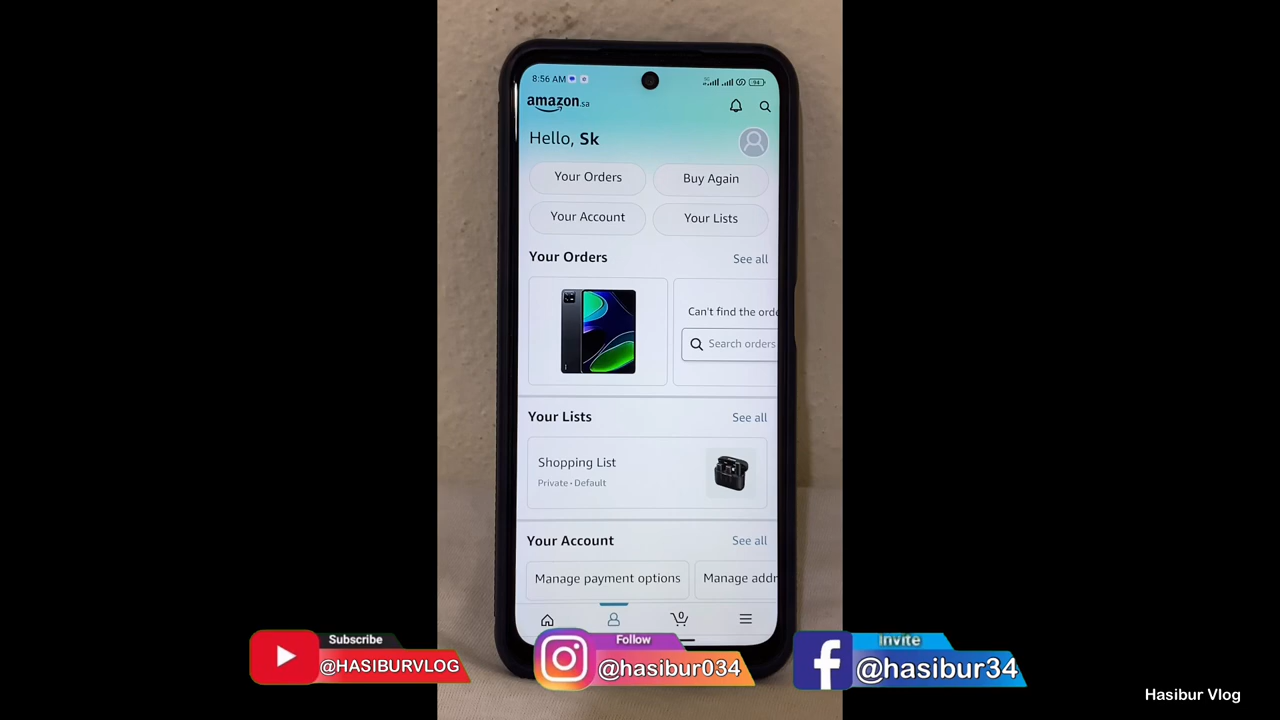 8:56 AM
94
amazon.sa
Hello, Sk
Your Orders
Buy Again
Your Account
Your Lists
Your Orders
See all
Can't find the orde
Search orders
Your Lists
See all
Shopping List
Private • Default
Your Account
See all
Manage payment options
Manage addr
0
Subscribe
@HASIBURVLOG
Follow
@hasibur034
Invite
@hasibur34
Hasibur Vlog